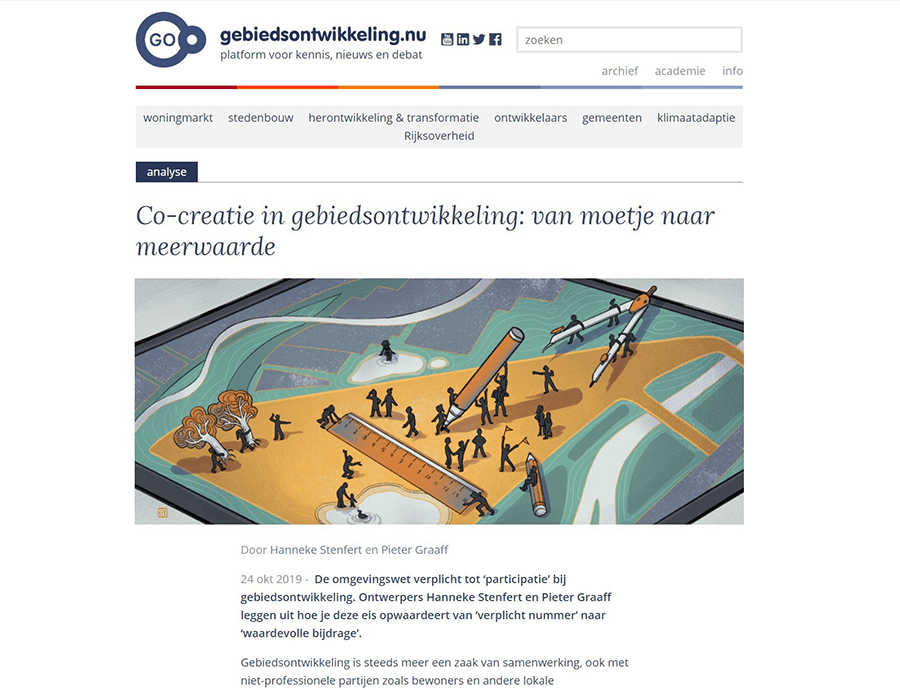 GO
gebiedsontwikkeling.nu
platform voor kennis, nieuws en debat
zoeken
archief academie info
woningmarkt stedenbouw herontwikkeling & transformatie ontwikkelaars gemeenten klimaatadaptie
Rijksoverheid
analyse
Co-creatie in gebiedsontwikkeling: van moetje naar
meerwaarde
Door Hanneke Stenfert en Pieter Graaff
24 okt 2019 - De omgevingswet verplicht tot ‘participatie’ bij
gebiedsontwikkeling. Ontwerpers Hanneke Stenfert en Pieter Graaff
leggen uit hoe je deze eis opwaardeert van ‘verplicht nummer’ naar
‘waardevolle bijdrage’.
Gebiedsontwikkeling is steeds meer een zaak van samenwerking, ook met
niet-professionele partijen zoals bewoners en andere lokale